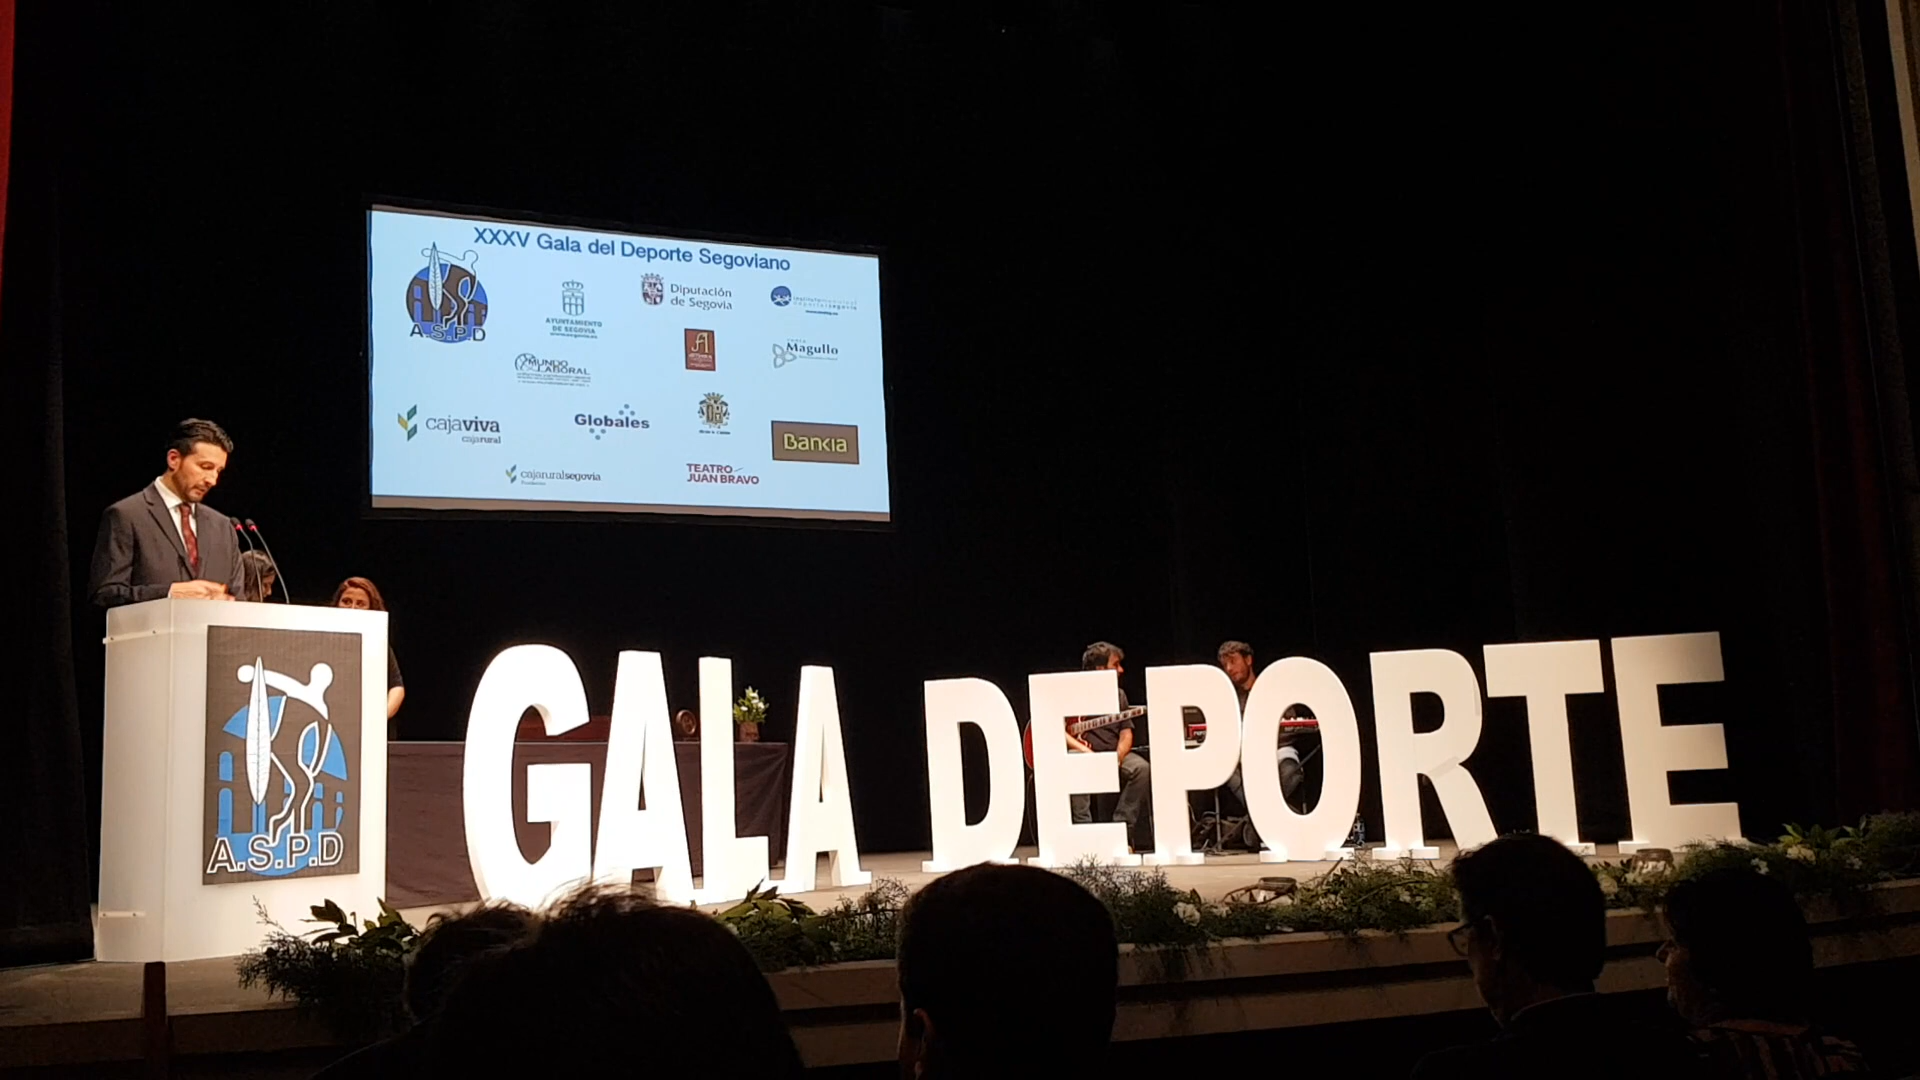 XXXV Gala del Deporte Segoviano
A.S.P.D
AYUNTAMIENTO
DE SEGOVIA
Diputación
de Segovia
MUNDO
LABORAL
Magullo
cajaviva
cajarural
Globales
Bankia
cajaruralsegovia
TEATRO
JUAN BRAVO
A.S.P.D
GALA DEPORTE